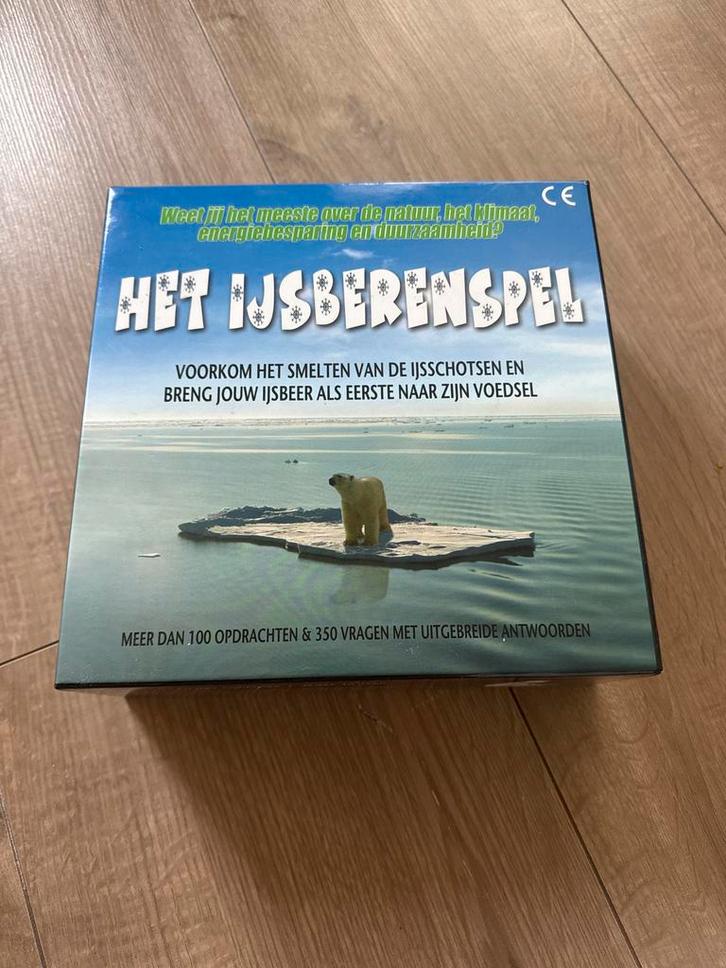 CE
Weet jij het meeste over de natuur, het klimaat,
energiebesparing en duurzaamheid?
HET IJSBERENSPEL
VOORKOM HET SMELTEN VAN DE IJSSCHOTSEN EN
BRENG JOUW IJSBEER ALS EERSTE NAAR ZIJN VOEDSEL
MEER DAN 100 OPDRACHTEN & 350 VRAGEN MET UITGEBREIDE ANTWOORDEN